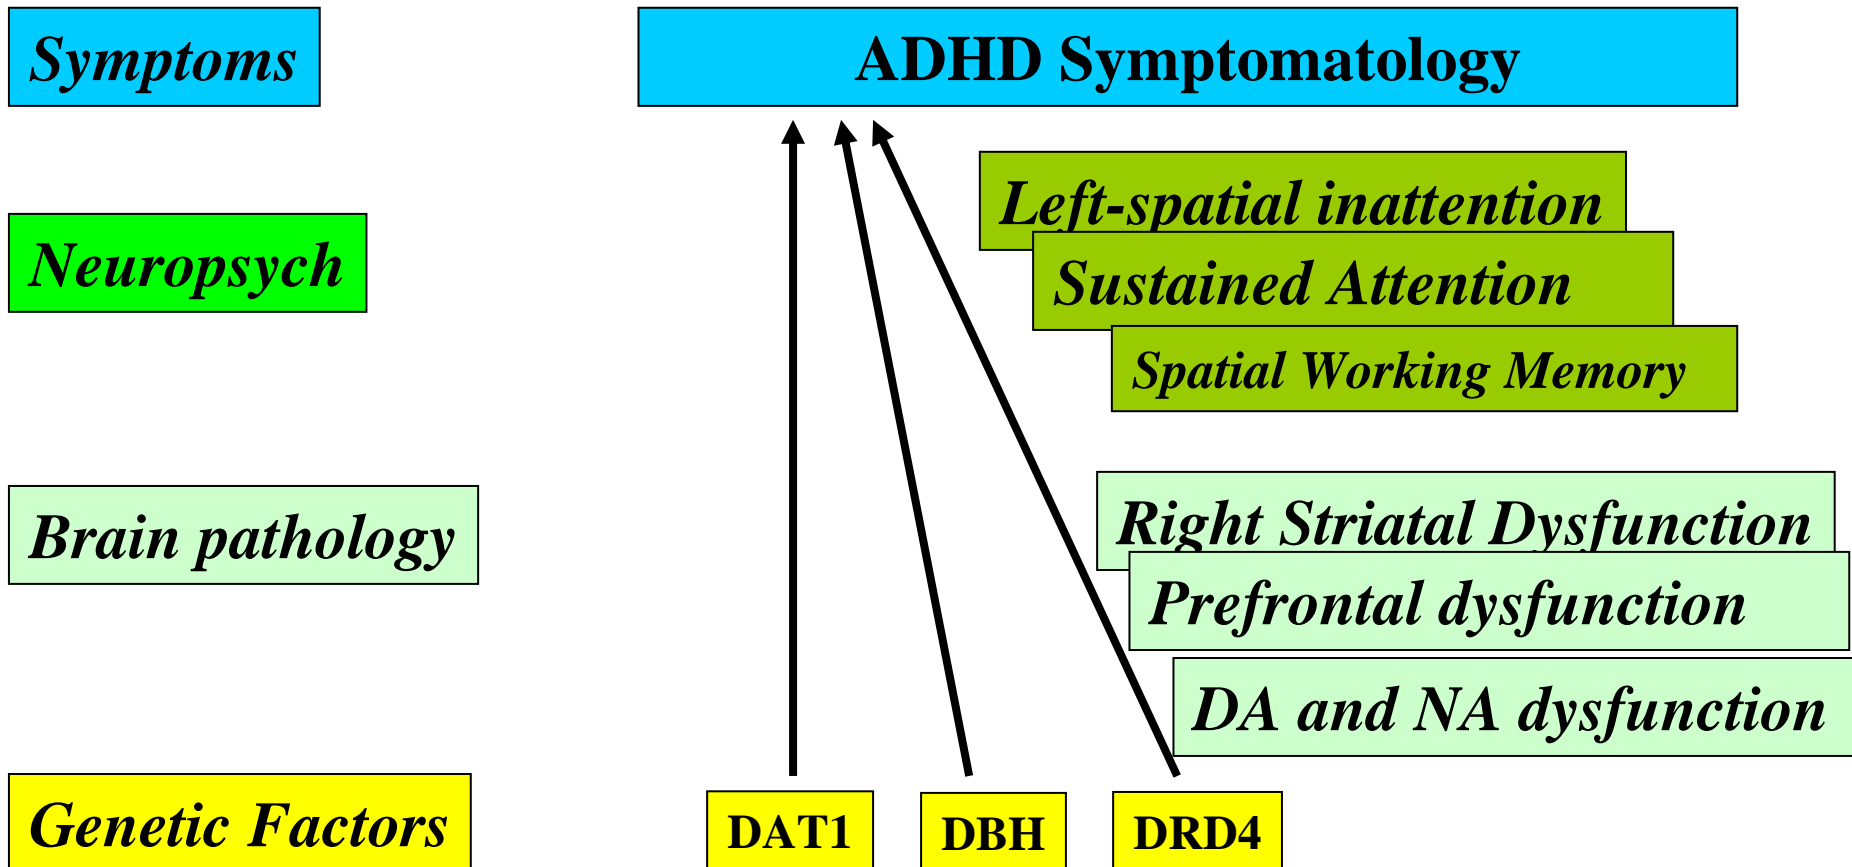 Symptoms
ADHD Symptomatology
Left-spatial inattention
Neuropsych
Sustained Attention
Spatial Working Memory
Brain pathology
Right Striatal Dysfunction
Prefrontal dysfunction
DA and NA dysfunction
Genetic Factors
DAT1
DBH
DRD4